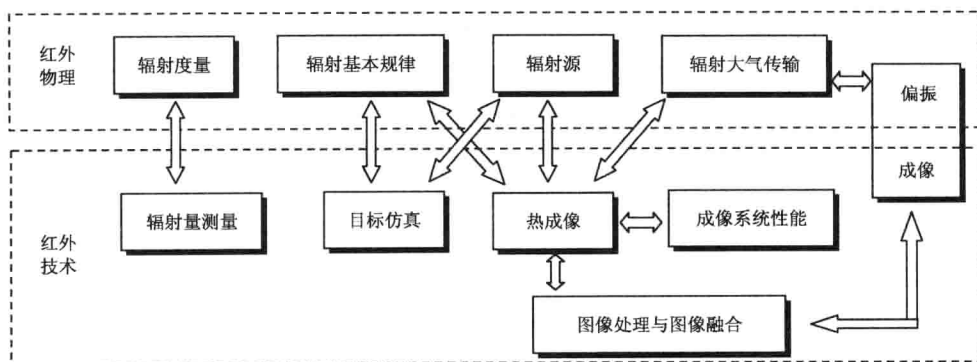 红外
物理
辐射度量
辐射基本规律
辐射源
辐射大气传输
偏振
成像
红外
技术
辐射量测量
目标仿真
热成像
成像系统性能
图像处理与图像融合